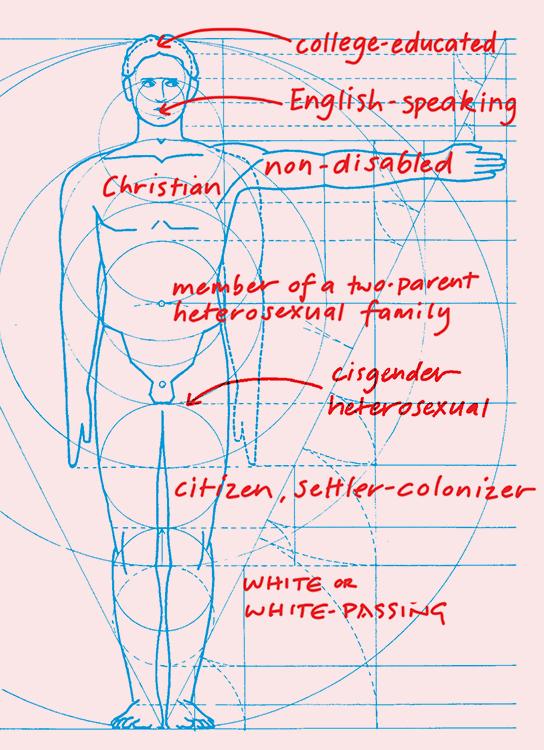 college-educated
English-speaking
non-disabled
Christian
member of a two-parent
heterosexual family
cisgender
heterosexual
citizen, settler-colonizer
WHITE OR
WHITE-PASSING